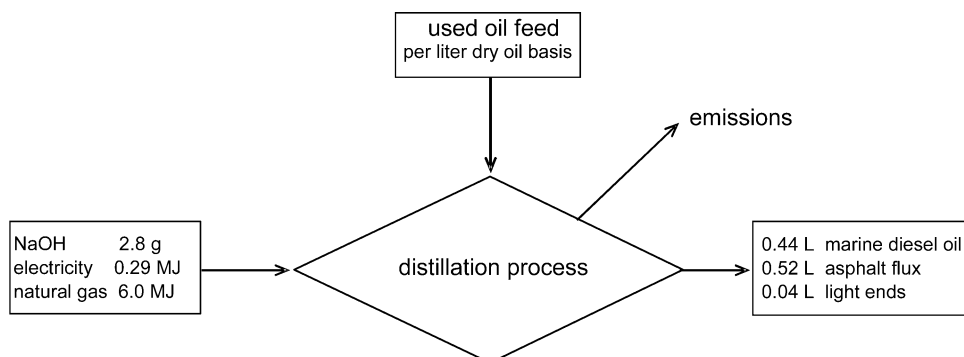 used oil feed
per liter dry oil basis
emissions
NaOH 2.8 g
electricity 0.29 MJ
natural gas 6.0 MJ
distillation process
0.44 L marine diesel oil
0.52 L asphalt flux
0.04 L light ends